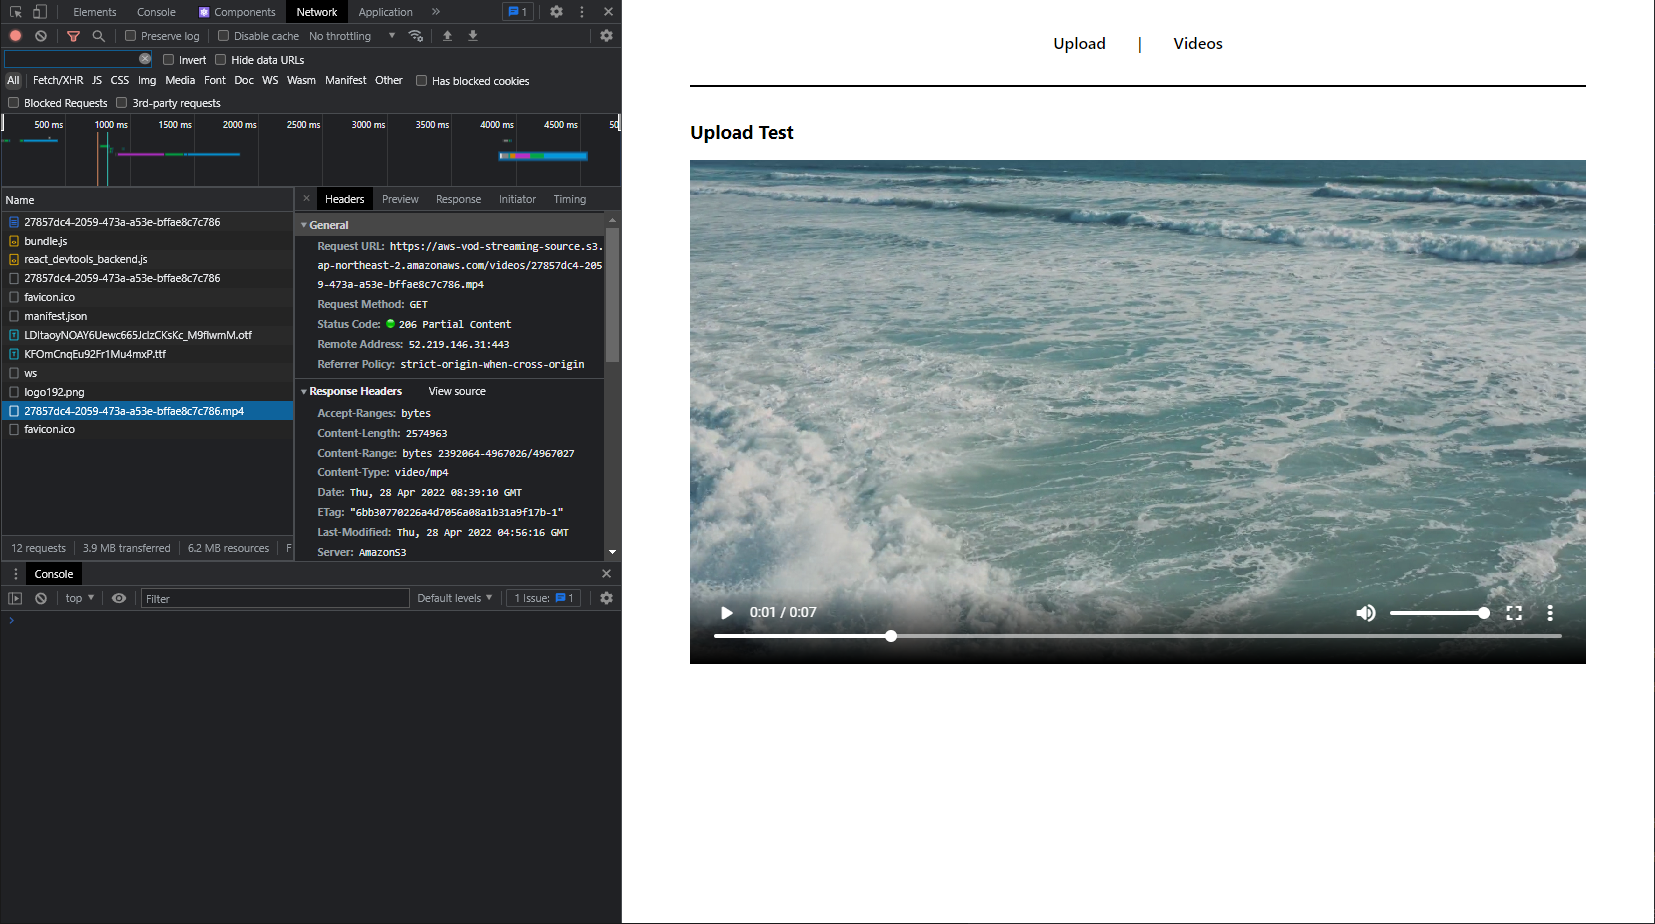 Elements Console Components Network Application » 1
Preserve log Disable cache No throttling
Invert Hide data URLs
All Fetch/XHR JS CSS Img Media Font Doc WS Wasm Manifest Other Has blocked cookies
Blocked Requests 3rd-party requests
500 ms 1000 ms 1500 ms 2000 ms 2500 ms 3000 ms 3500 ms 4000 ms 4500 ms 50
Name
27857dc4-2059-473a-a53e-bffae8c7c786
bundle.js
react_devtools_backend.js
27857dc4-2059-473a-a53e-bffae8c7c786
favicon.ico
manifest.json
KFOmCnqEu92Fr1Mu4mxP.ttf
ws
logo192.png
27857dc4-2059-473a-a53e-bffae8c7c786.mp4
favicon.ico
12 requests 3.9 MB transferred 6.2 MB resources F
Headers Preview Response Initiator Timing
General
Request URL: https://aws-vod-streaming-source.s3.
ap-northeast-2.amazonaws.com/videos/27857dc4-205
9-473a-a53e-bffae8c7c786.mp4
Request Method: GET
Status Code: 206 Partial Content
Remote Address: 52.219.146.31:443
Referrer Policy: strict-origin-when-cross-origin
Response Headers View source
Accept-Ranges: bytes
Content-Length: 2574963
Content-Range: bytes 2392064-4967026/4967027
Content-Type: video/mp4
Date: Thu, 28 Apr 2022 08:39:10 GMT
ETag: "6bb30770226a4d7056a08a1b31a9f17b-1"
Last-Modified: Thu, 28 Apr 2022 04:56:16 GMT
Server: AmazonS3
Console
top Filter Default levels 1 Issue: 1
Upload | Videos
Upload Test
0:01 / 0:07